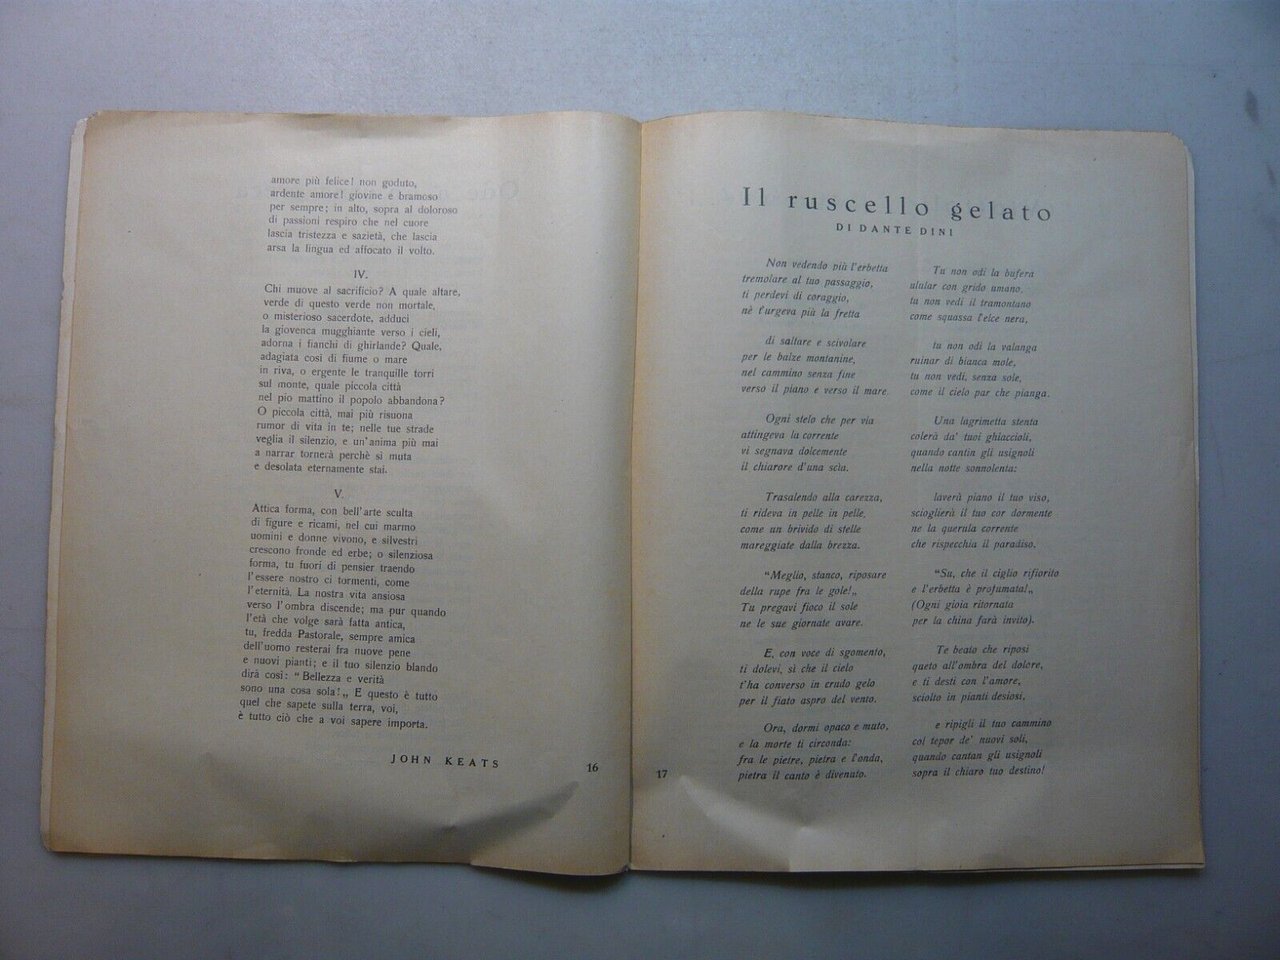 amore più felice! non goduto,
ardente amore! giovine e bramoso
per sempre; in alto, sopra al doloroso
di passioni respiro che nel cuore
lascia tristezza e sazietà, che lascia
arsa la lingua ed affocato il volto.
IV.
Chi muove al sacrificio? A quale altare,
verde di questo verde non mortale,
o misterioso sacerdote, adduci
la giovenca mugghiante verso i cieli,
adorna i fianchi di ghirlande? Quale,
adagiata così di fiume o mare
in riva, o ergente le tranquille torri
sul monte, quale piccola città
nel pio mattino il popolo abbandona?
O piccola città, mai più risuona
rumor di vita in te; nelle tue strade
veglia il silenzio, e un'anima più mai
a narrar tornerà perchè sì muta
e desolata eternamente stai.
V.
Attica forma, con bell'arte sculta
di figure e ricami, nel cui marmo
uomini e donne vivono, e silvestri
crescono fronde ed erbe; o silenziosa
forma, tu fuori di pensier traendo
l'essere nostro ci tormenti, come
l'eternità. La nostra vita ansiosa
verso l'ombra discende; ma pur quando
l'età che volge sarà fatta antica,
tu, fredda Pastorale, sempre amica
dell'uomo resterai fra nuove pene
e nuovi pianti; e il tuo silenzio blando
dirà così: “Bellezza e verità
sono una cosa sola!„ E questo è tutto
quel che sapete sulla terra, voi,
è tutto ciò che a voi sapere importa.
JOHN KEATS
16
Il ruscello gelato
DI DANTE DINI
Non vedendo più l'erbetta
tremolare al tuo passaggio,
ti perdevi di coraggio,
nè t'urgeva più la fretta
di saltare e scivolare
per le balze montanine,
nel cammino senza fine
verso il piano e verso il mare.
Ogni stelo che per via
attingeva la corrente
vi segnava dolcemente
il chiarore d'una scìa.
Trasalendo alla carezza,
ti rideva in pelle in pelle,
come un brivido di stelle
mareggiate dalla brezza.
“Meglio, stanco, riposare
della rupe fra le gole!„
Tu pregavi fioco il sole
ne le sue giornate avare.
E, con voce di sgomento,
ti dolevi, sì che il cielo
t'ha converso in crudo gelo
per il fiato aspro del vento.
Ora, dormi opaco e muto,
e la morte ti circonda:
fra le pietre, pietra e l'onda,
pietra il canto è divenuto.
Tu non odi la bufera
ulular con grido umano,
tu non vedi il tramontano
come squassa l'elce nera,
tu non odi la valanga
ruinar di bianca mole,
tu non vedi, senza sole,
come il cielo par che pianga.
Una lagrimetta stenta
colerà da' tuoi ghiaccioli,
quando cantin gli usignoli
nella notte sonnolenta:
laverà piano il tuo viso,
scioglierà il tuo cor dormente
ne la querula corrente
che rispecchia il paradiso.
“Su, che il ciglio rifiorito
e l'erbetta è profumata!„
(Ogni gioia ritornata
per la china farà invito).
Te beato che riposi
queto all'ombra del dolore,
e ti desti con l'amore,
sciolto in pianti desiosi,
e ripigli il tuo cammino
col tepor de' nuovi soli,
quando cantan gli usignoli
sopra il chiaro tuo destino!
17